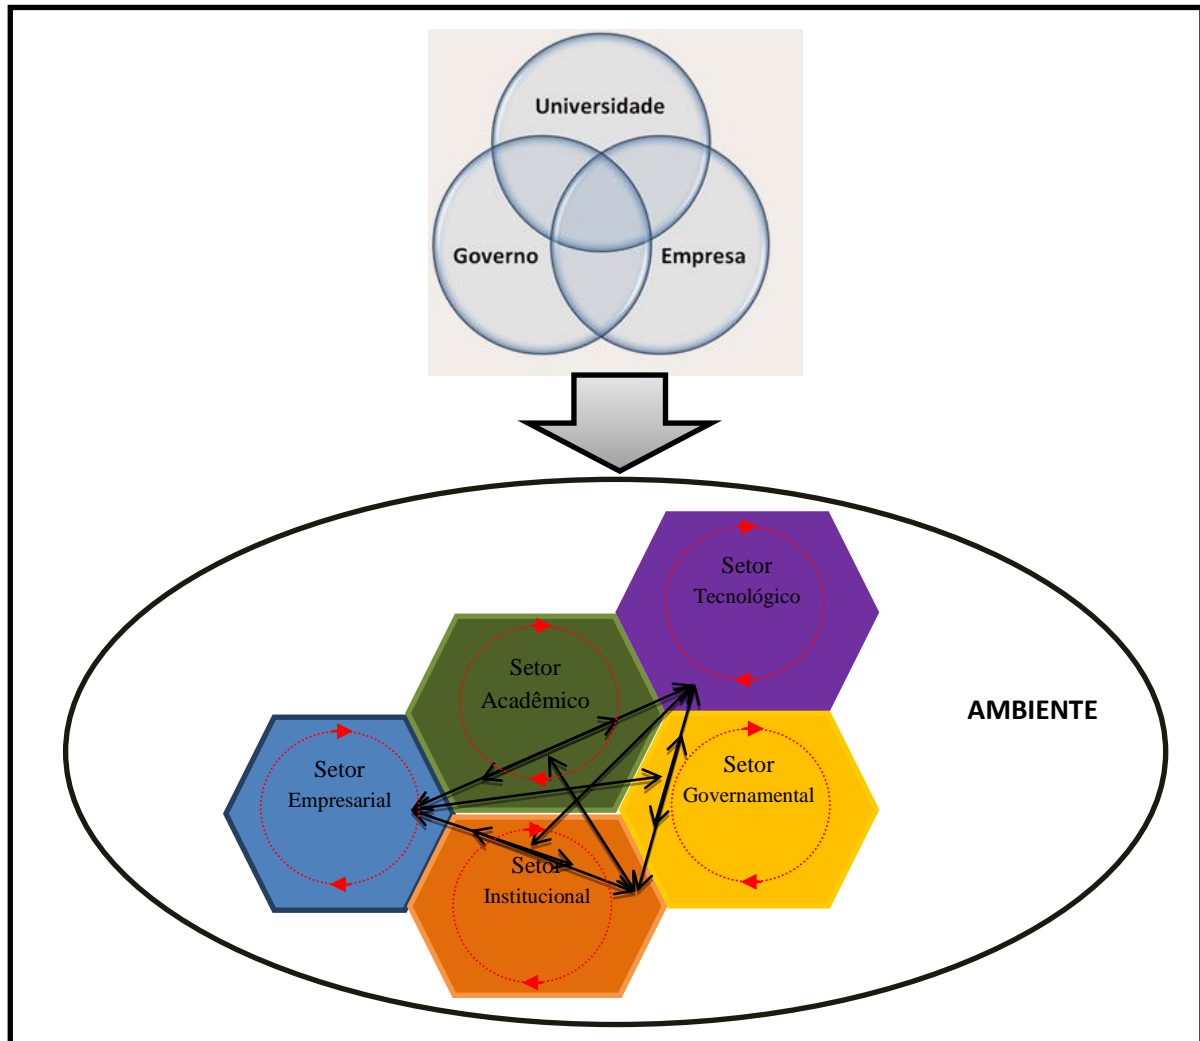 Universidade
Governo
Empresa
Setor
Tecnológico
Setor
Acadêmico
AMBIENTE
Setor
Empresarial
Setor
Governamental
Setor
Institucional